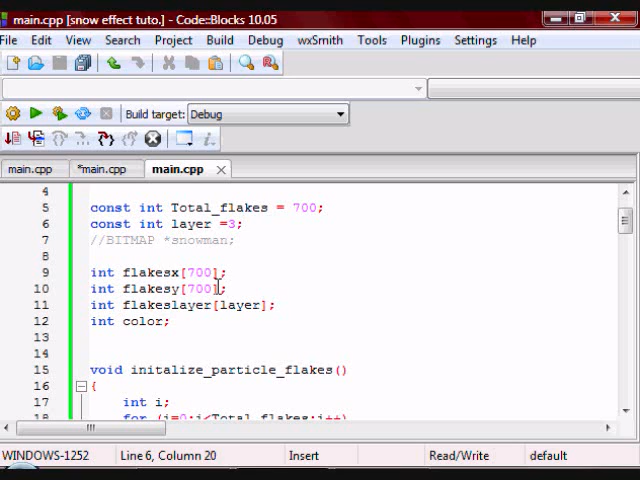 main.cpp [snow effect tuto.] - Code::Blocks 10.05
File Edit View Search Project Build Debug wxSmith Tools Plugins Settings Help
Build target: Debug
main.cpp *main.cpp main.cpp
4
5 const int Total_flakes = 700;
6 const int layer =3;
7 //BITMAP *snowman;
8
9 int flakesx[700];
10 int flakesy[700];
11 int flakeslayer[layer];
12 int color;
13
14
15 void initalize_particle_flakes()
16 {
17 int i;
18 for (i=0;i<Total_flakes;i++)
WINDOWS-1252 Line 6, Column 20 Insert Read/Write default